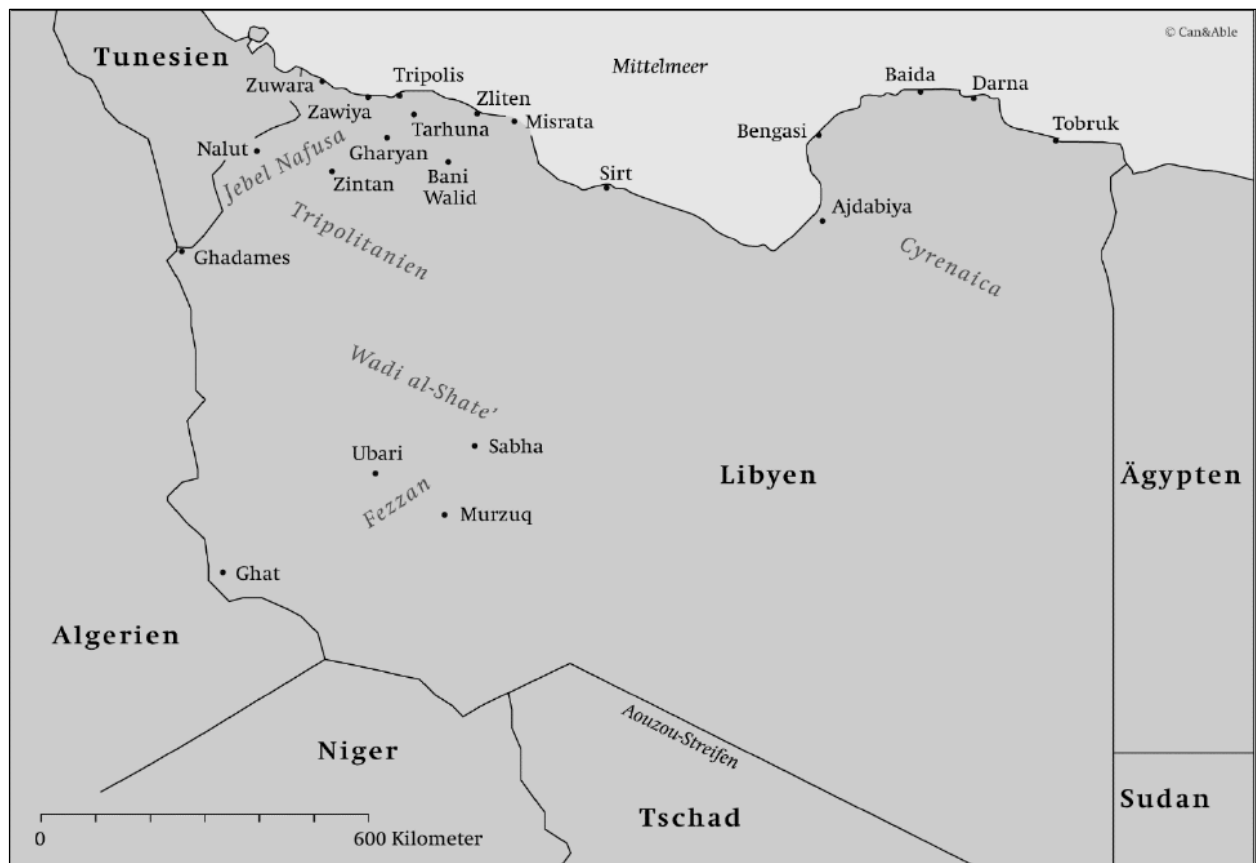 © Can&Able
Tunesien
Mittelmeer
Zuwara
Tripolis
Zawiya
Zliten
Baida
Darna
Tarhuna
Misrata
Bengasi
Tobruk
Nalut
Jebel Nafusa
Gharyan
Zintan
Bani
Walid
Sirt
Ajdabiya
Tripolitanien
Ghadames
Cyrenaica
Wadi al-Shate’
Ubari
Sabha
Libyen
Ägypten
Fezzan
Murzuq
Ghat
Algerien
Aouzou-Streifen
Niger
Tschad
Sudan
0
600 Kilometer